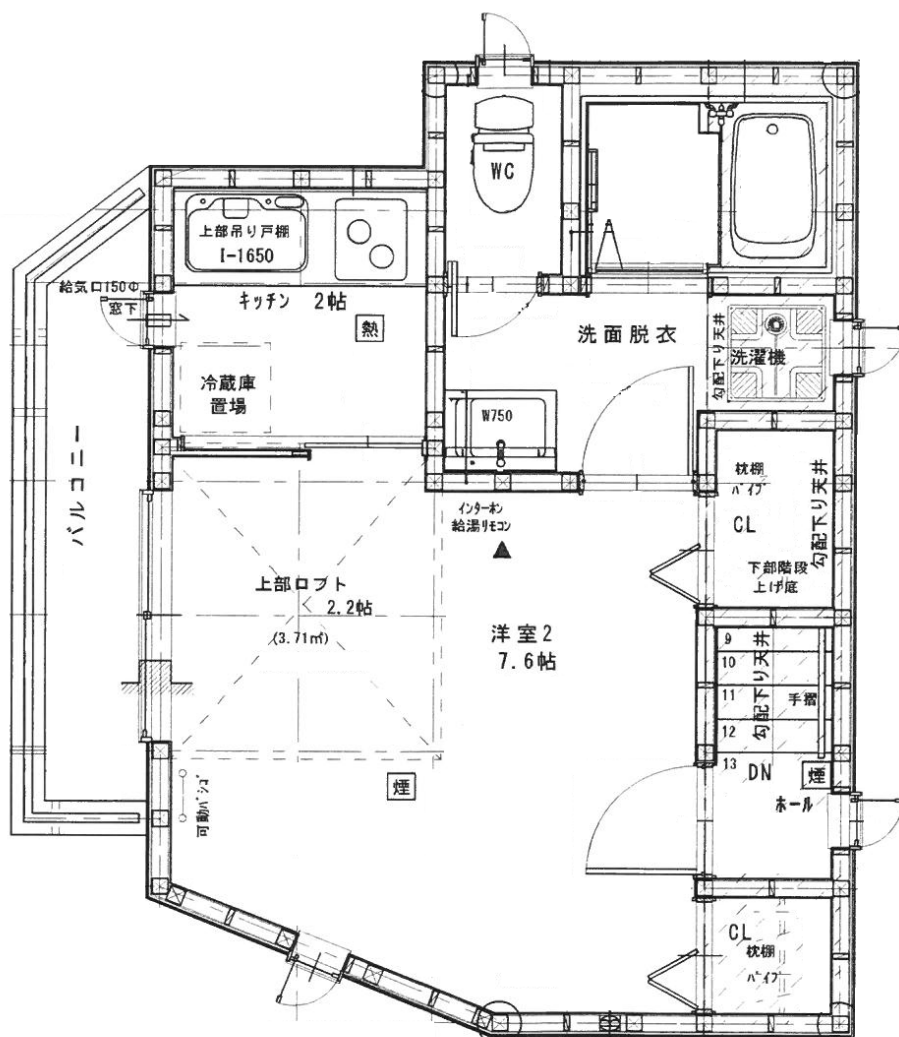 WC
上部吊り戸棚
I-1650
給気口150Φ
窓下
キッチン 2帖
熱
洗面脱衣
勾配下り天井
洗濯機
冷蔵庫
置場
W750
バルコニー
枕棚
パイプ
CL
勾配下り天井
下部階段
上げ底
インターホン
給湯リモコン
上部ロフト
2.2帖
(3.71㎡)
洋室2
7.6帖
9
10
11
12
13
勾配下り天井
手摺
DN
煙
ホール
煙
可動ハシゴ
CL
枕棚
パイプ